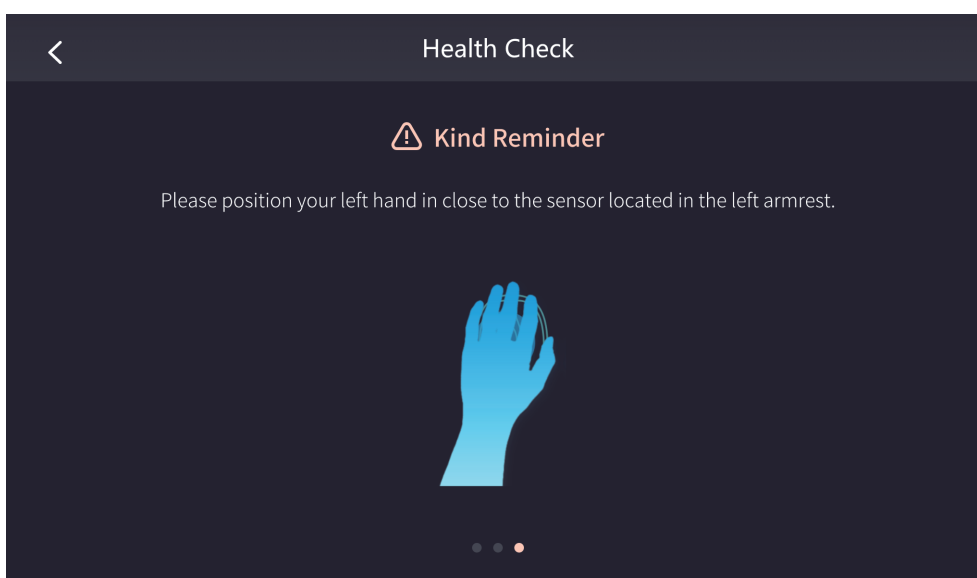 Health Check
Kind Reminder
Please position your left hand in close to the sensor located in the left armrest.